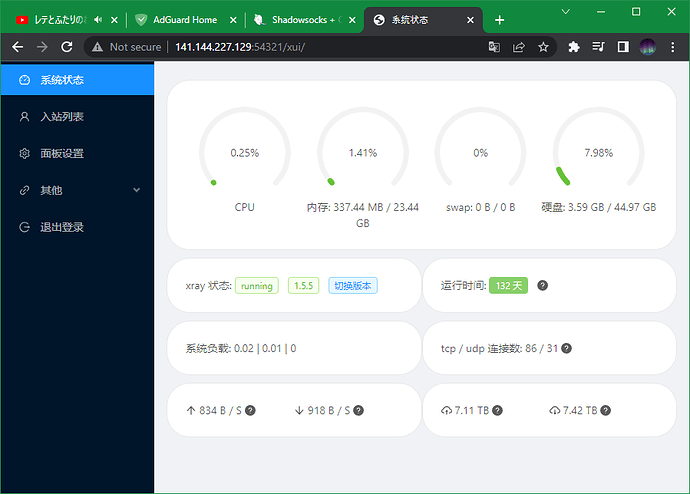 レテとふたりの
AdGuard Home
Shadowsocks +
系统状态
Not secure | 141.144.227.129:54321/xui/
系统状态
入站列表
面板设置
其他
退出登录
0.25%
1.41%
0%
7.98%
CPU
内存: 337.44 MB / 23.44
GB
swap: 0 B / 0 B
硬盘: 3.59 GB / 44.97 GB
xray 状态: running 1.5.5 切换版本
运行时间: 132 天 ?
系统负载: 0.02 | 0.01 | 0
tcp / udp 连接数: 86 / 31 ?
834 B / S ?
918 B / S ?
7.11 TB ?
7.42 TB ?